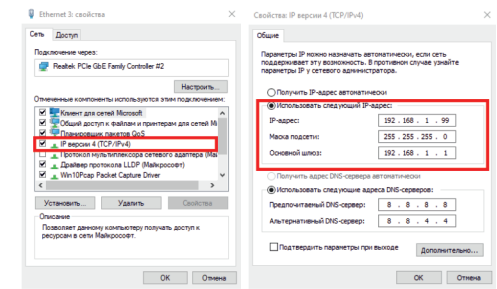 Ethernet 3: свойства
Сеть Доступ
Подключение через:
Realtek PCIe GbE Family Controller #2
Настроить...
Отмеченные компоненты используются этим подключением:
Клиент для сетей Microsoft
Общий доступ к файлам и принтерам для сетей Mi
Планировщик пакетов QoS
IP версии 4 (TCP/IPv4)
Протокол мультиплексора сетевого адаптера (Май
Драйвер протокола LLDP (Майкрософт)
Win10Pcap Packet Capture Driver
Установить... Удалить Свойства
Описание
Позволяет данному компьютеру получать доступ к
ресурсам в сети Майкрософт.
OK Отмена
Свойства: IP версии 4 (TCP/IPv4)
Общие
Параметры IP можно назначать автоматически, если сеть
поддерживает эту возможность. В противном случае узнайте
параметры IP у сетевого администратора.
Получить IP-адрес автоматически
Использовать следующий IP-адрес:
IP-адрес: 192 . 168 . 1 . 99
Маска подсети: 255 . 255 . 255 . 0
Основной шлюз: 192 . 168 . 1 . 1
Получить адрес DNS-сервера автоматически
Использовать следующие адреса DNS-серверов:
Предпочитаемый DNS-сервер: 8 . 8 . 8 . 8
Альтернативный DNS-сервер: 8 . 8 . 4 . 4
Подтвердить параметры при выходе
Дополнительно...
OK Отмена